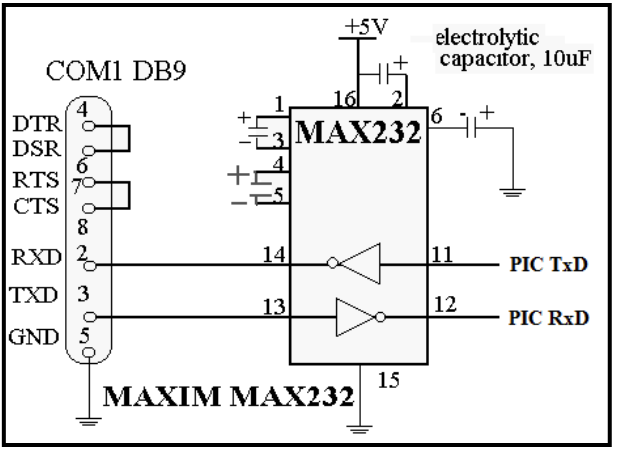 +5V
electrolytic
capacitor, 10uF
COM1 DB9
16 2
1
+
-
3
MAX232
6 - +
4
+
-
5
4
DTR
DSR
6
RTS 7
CTS
8
RXD 2
14 11 PIC TxD
TXD 3
13 12 PIC RxD
GND 5
15
MAXIM MAX232